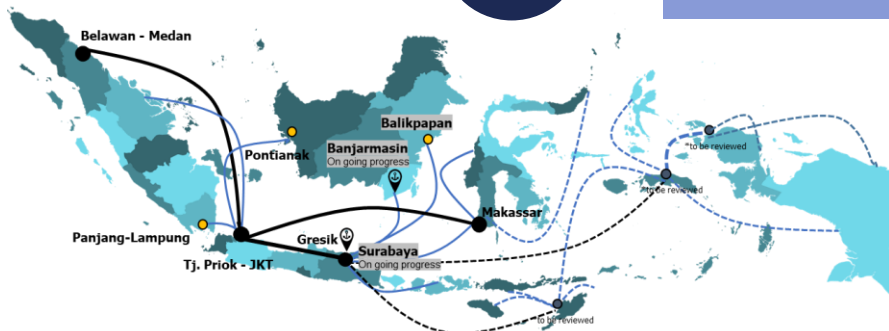 Belawan - Medan
Balikpapan
Banjarmasin
On going progress
Pontianak
Makassar
Panjang-Lampung
Gresik
Surabaya
On going progress
Tj. Priok - JKT
*to be reviewed
to be reviewed
to be reviewed